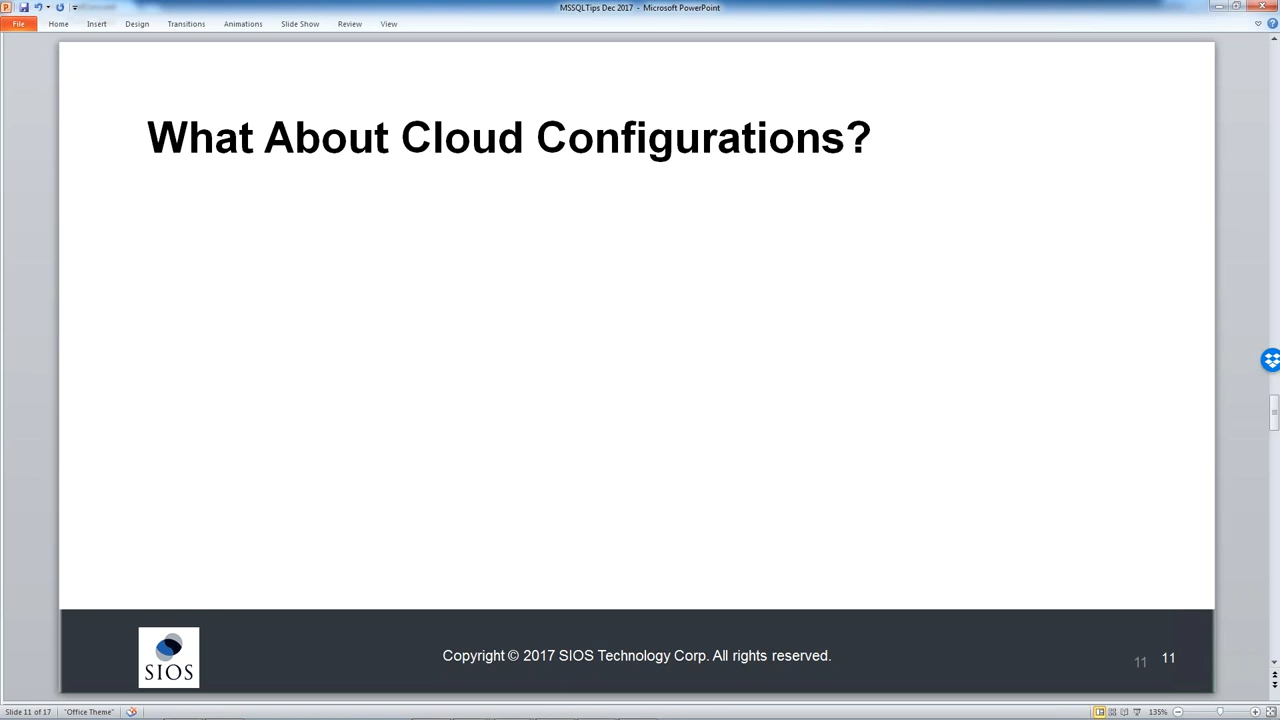 MSSQLTips Dec 2017 - Microsoft PowerPoint
File Home Insert Design Transitions Animations Slide Show Review View
What About Cloud Configurations?
SIOS
Copyright © 2017 SIOS Technology Corp. All rights reserved.
11 11
Slide 11 of 17 "Office Theme" 135%